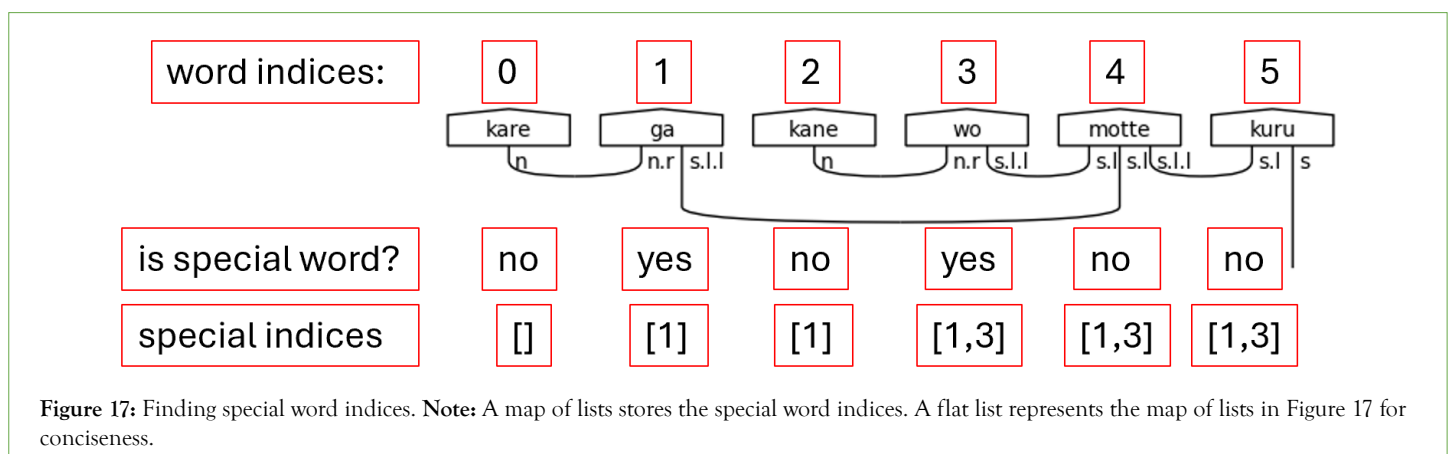 word indices: 0 1 2 3 4 5
kare ga kane wo motte kuru
n n.r s.l.l n n.r s.l.l s.l s.l s.l.l s.l s
is special word? no yes no yes no no
special indices [] [1] [1] [1,3] [1,3] [1,3]
Figure 17: Finding special word indices. Note: A map of lists stores the special word indices. A flat list represents the map of lists in Figure 17 for
conciseness.